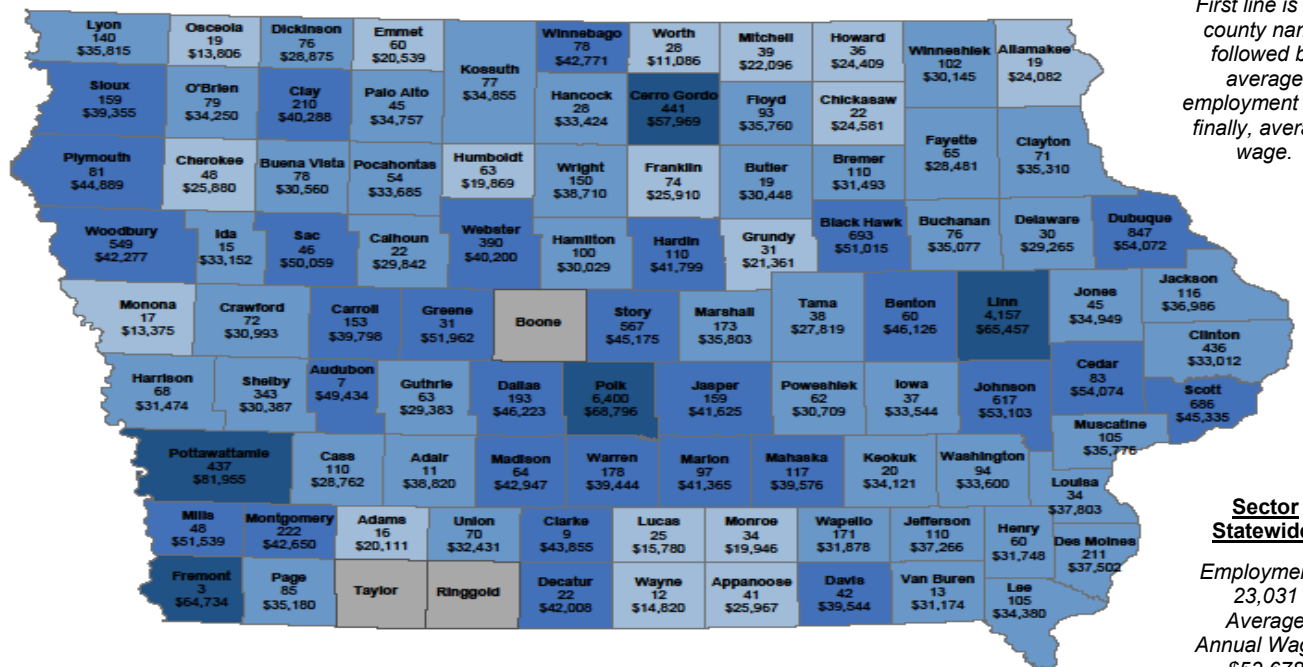 First line is
county nam
followed b
average
employment
finally, avera
wage.
Lyon
140
$35,815
Osceola
19
$13,806
Dickinson
76
$28,875
Emmet
60
$20,539
Kossuth
77
$34,855
Winnebago
78
$42,771
Worth
28
$11,086
Mitchell
39
$22,096
Howard
36
$24,409
Winneshiek
102
$30,145
Allamakee
19
$24,082
Sioux
159
$39,355
O'Brien
79
$34,250
Clay
210
$40,288
Palo Alto
45
$34,757
Hancock
28
$33,424
Cerro Gordo
441
$57,969
Floyd
93
$35,760
Chickasaw
22
$24,581
Fayette
65
$28,481
Clayton
71
$35,310
Plymouth
81
$44,889
Cherokee
48
$25,880
Buena Vista
78
$30,560
Pocahontas
54
$33,685
Humboldt
63
$19,869
Wright
150
$38,710
Franklin
74
$25,910
Butler
19
$30,448
Bremer
110
$31,493
Woodbury
549
$42,277
Ida
15
$33,152
Sac
46
$50,059
Calhoun
22
$29,842
Webster
390
$40,200
Hamilton
100
$30,029
Hardin
110
$41,799
Grundy
31
$21,361
Black Hawk
693
$51,015
Buchanan
76
$35,077
Delaware
30
$29,265
Dubuque
847
$54,072
Monona
17
$13,375
Crawford
72
$30,993
Carroll
153
$39,798
Greene
31
$51,962
Boone
Story
567
$45,175
Marshall
173
$35,803
Tama
38
$27,819
Benton
60
$46,126
Linn
4,157
$65,457
Jones
45
$34,949
Jackson
116
$36,986
Clinton
436
$33,012
Harrison
68
$31,474
Shelby
343
$30,387
Audubon
7
$49,434
Guthrie
63
$29,383
Dallas
193
$46,223
Polk
6,400
$68,796
Jasper
159
$41,625
Poweshiek
62
$30,709
Iowa
37
$33,544
Johnson
617
$53,103
Cedar
83
$54,074
Scott
686
$45,335
Muscatine
105
$35,776
Pottawattamie
437
$81,955
Cass
110
$28,762
Adair
11
$38,820
Madison
64
$42,947
Warren
178
$39,444
Marion
97
$41,365
Mahaska
117
$39,576
Keokuk
20
$34,121
Washington
94
$33,600
Louisa
34
$37,803
Mills
48
$51,539
Montgomery
222
$42,650
Adams
16
$20,111
Union
70
$32,431
Clarke
9
$43,855
Lucas
25
$15,780
Monroe
34
$19,946
Wapello
171
$31,878
Jefferson
110
$37,266
Henry
60
$31,748
Des Moines
211
$37,502
Fremont
3
$64,734
Page
85
$35,180
Taylor
Ringgold
Decatur
22
$42,008
Wayne
12
$14,820
Appanoose
41
$25,967
Davis
42
$39,544
Van Buren
13
$31,174
Lee
105
$34,380
Sector
Statewide
Employmen
23,031
Average
Annual Wag